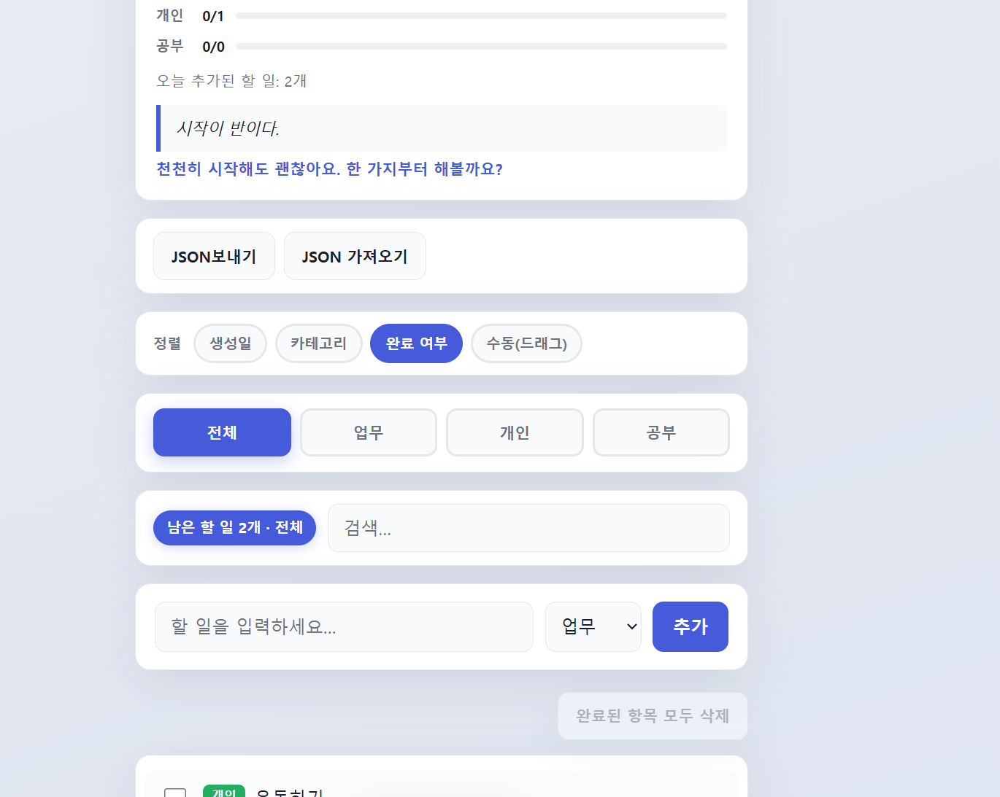 개인 0/1
공부 0/0
오늘 추가된 할 일: 2개
시작이 반이다.
천천히 시작해도 괜찮아요. 한 가지부터 해볼까요?
JSON보내기 JSON 가져오기
정렬 생성일 카테고리 완료 여부 수동(드래그)
전체 업무 개인 공부
남은 할 일 2개 · 전체 검색...
할 일을 입력하세요... 업무 추가
완료된 항목 모두 삭제
개인 운동하기